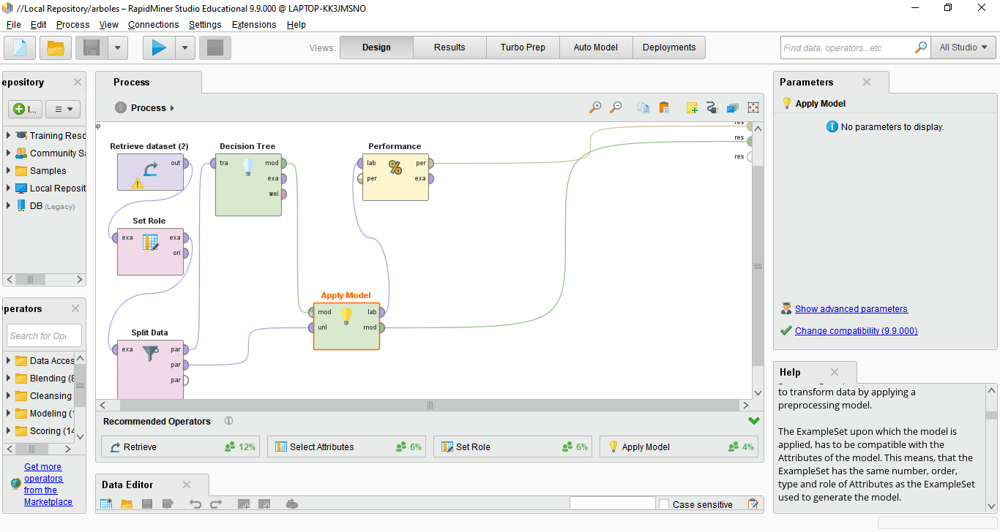 //Local Repository/arboles – RapidMiner Studio Educational 9.9.000 @ LAPTOP-KK3JMSNO
File Edit Process View Connections Settings Extensions Help
Views: Design Results Turbo Prep Auto Model Deployments
Find data, operators...etc All Studio
epository
I...
Training Resc
Community Sa
Samples
Local Reposit
DB (Legacy)
perators
Search for Ope
Data Acces
Blending (8
Cleansing
Modeling (1
Scoring (14
Get more
operators
from the
Marketplace
Process
Process
op
res
res
res
Retrieve dataset (2)
out
Decision Tree
tra mod
exa
wei
Performance
lab per
per exa
Set Role
exa exa
ori
Apply Model
mod lab
unl mod
Split Data
exa par
par
par
Recommended Operators
Retrieve 12%
Select Attributes 6%
Set Role 6%
Apply Model 4%
Data Editor
Case sensitive
Parameters
Apply Model
No parameters to display.
Show advanced parameters
Change compatibility (9.9.000)
Help
to transform data by applying a
preprocessing model.
The ExampleSet upon which the model is
applied, has to be compatible with the
Attributes of the model. This means, that the
ExampleSet has the same number, order,
type and role of Attributes as the ExampleSet
used to generate the model.